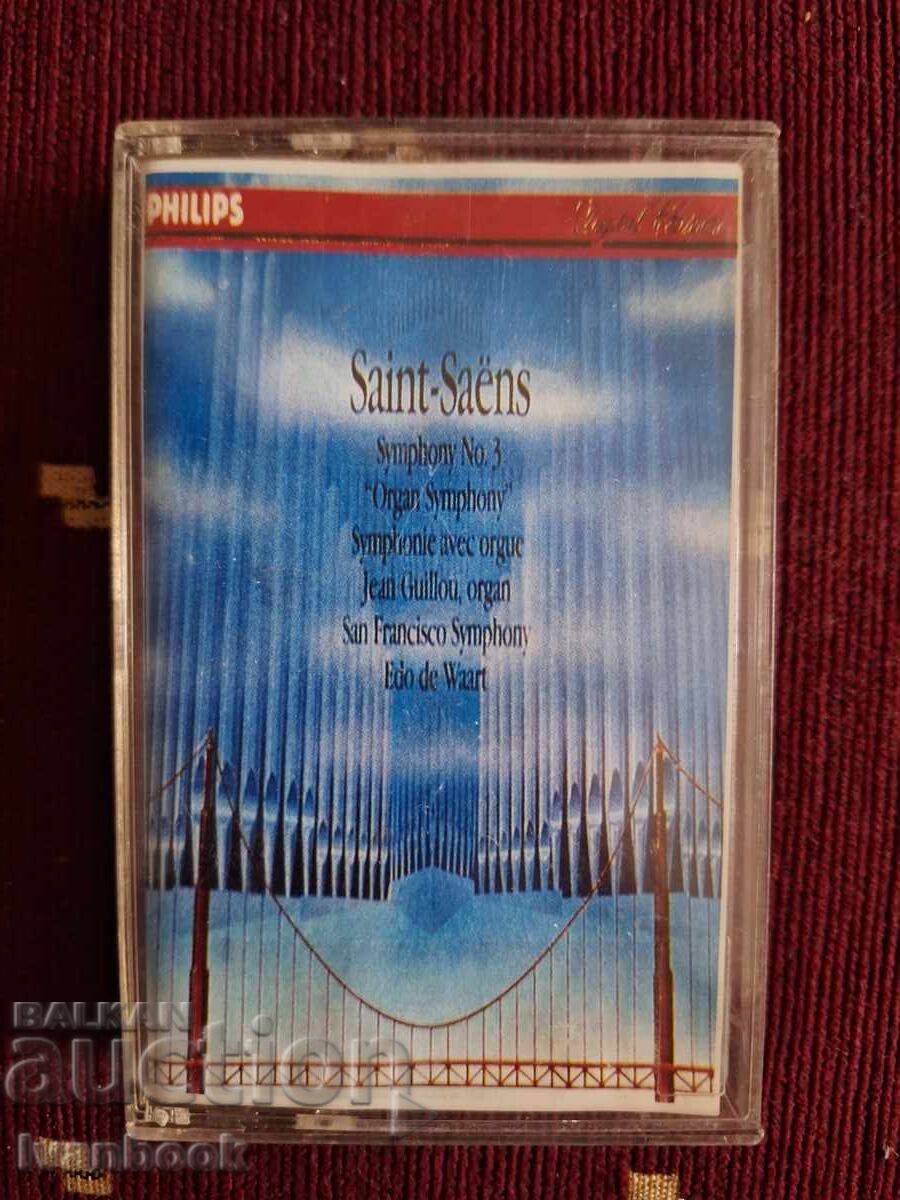 PHILIPS
Saint-Saëns
Symphony No. 3
"Organ Symphony"
Symphonie avec orgue
Jean Guillou, organ
San Francisco Symphony
Edo de Waart
BALKAN
auction
Ivanbook